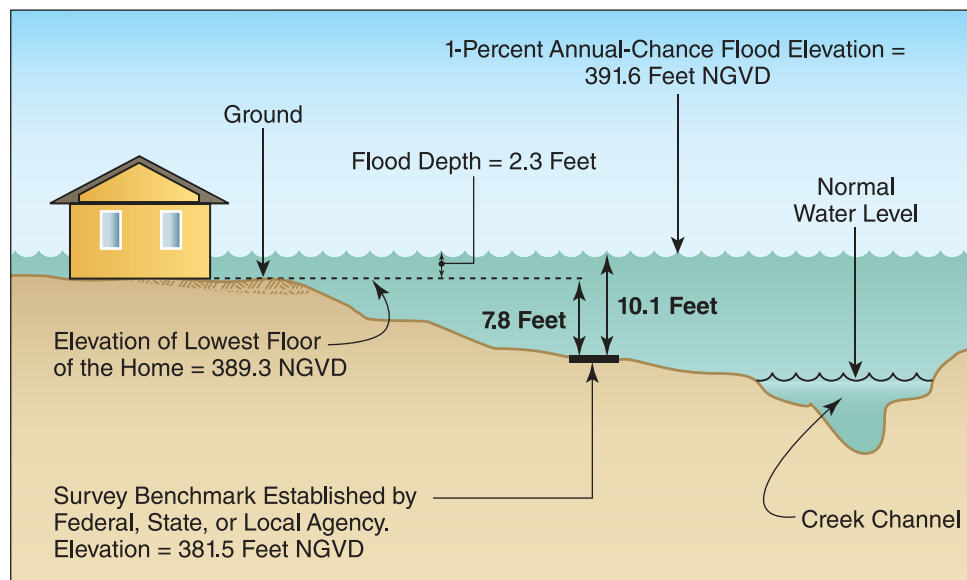 1-Percent Annual-Chance Flood Elevation =
391.6 Feet NGVD
Ground
Flood Depth = 2.3 Feet
Normal
Water Level
7.8 Feet
10.1 Feet
Elevation of Lowest Floor
of the Home = 389.3 NGVD
Survey Benchmark Established by
Federal, State, or Local Agency.
Elevation = 381.5 Feet NGVD
Creek Channel